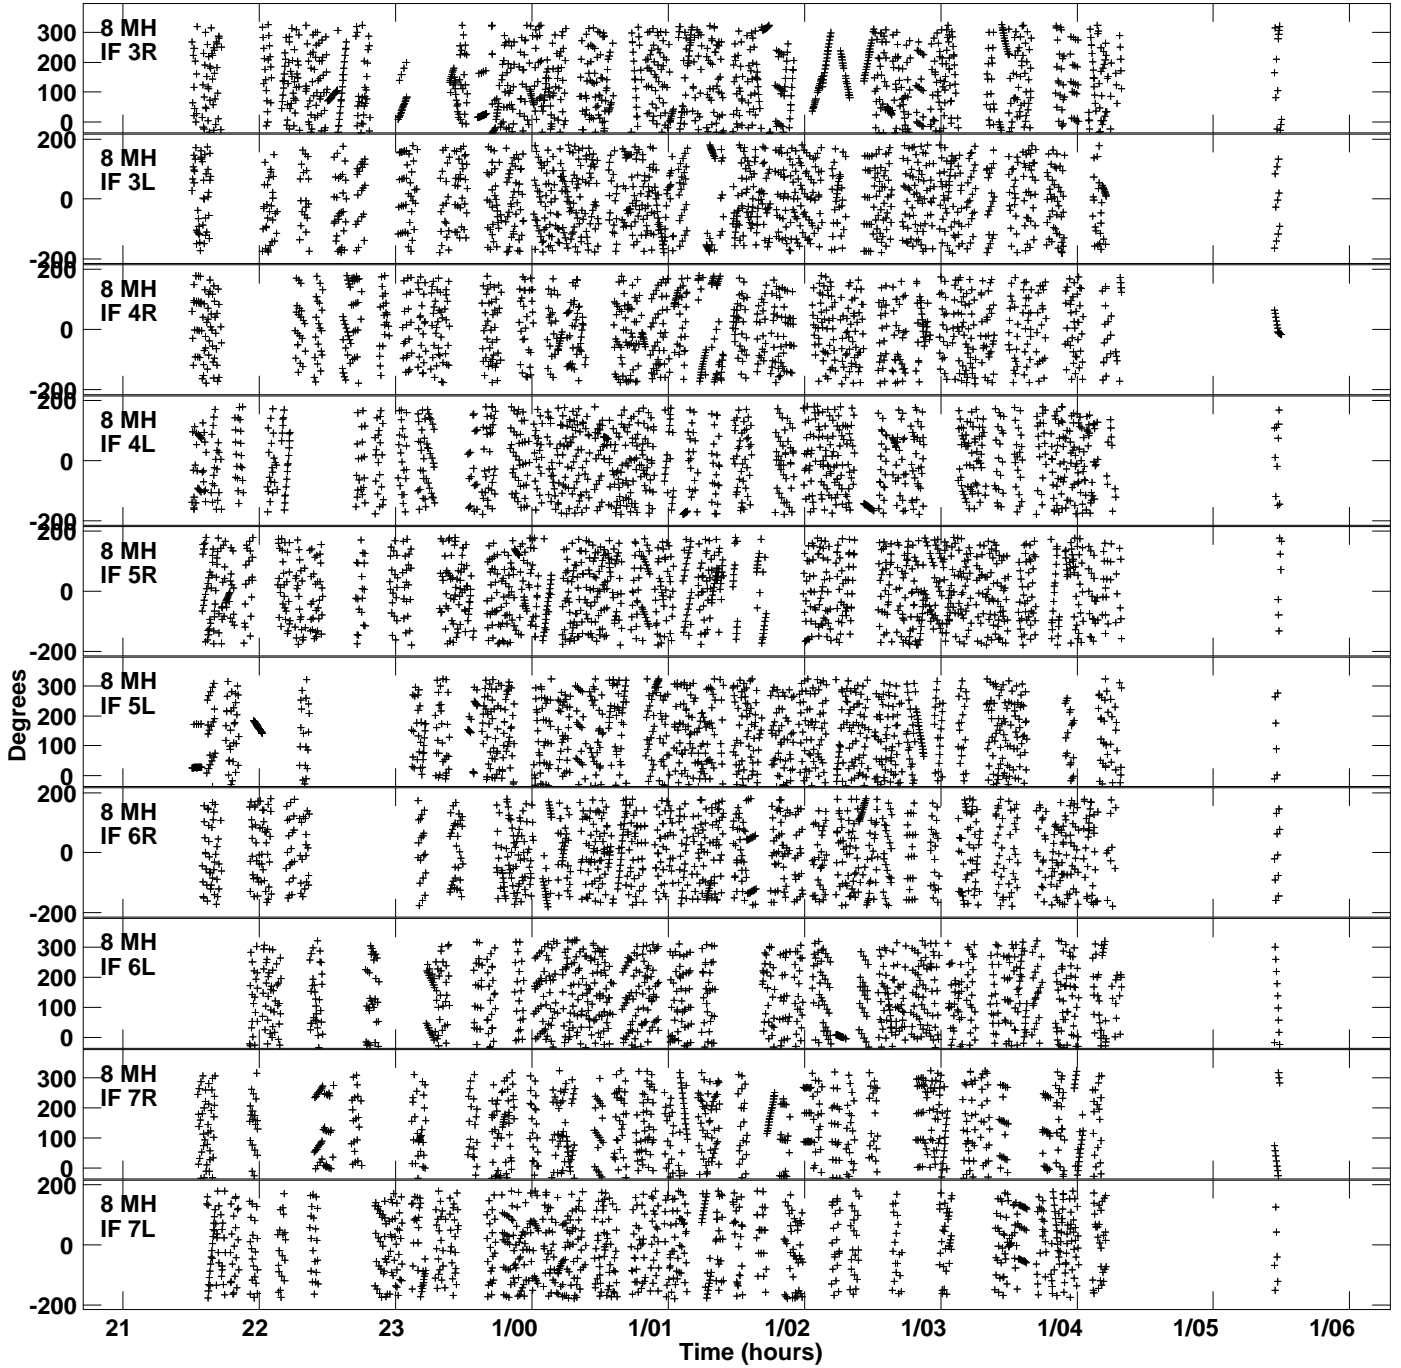 8 MH
IF 3R
300
200
100
0
8 MH
IF 3L
200
0
-200
8 MH
IF 4R
200
0
-200
8 MH
IF 4L
200
0
-200
8 MH
IF 5R
200
0
-200
8 MH
IF 5L
300
200
100
0
8 MH
IF 6R
200
0
-200
8 MH
IF 6L
300
200
100
0
8 MH
IF 7R
300
200
100
0
8 MH
IF 7L
200
0
-200
Degrees
21 22 23 1/00 1/01 1/02 1/03 1/04 1/05 1/06
Time (hours)